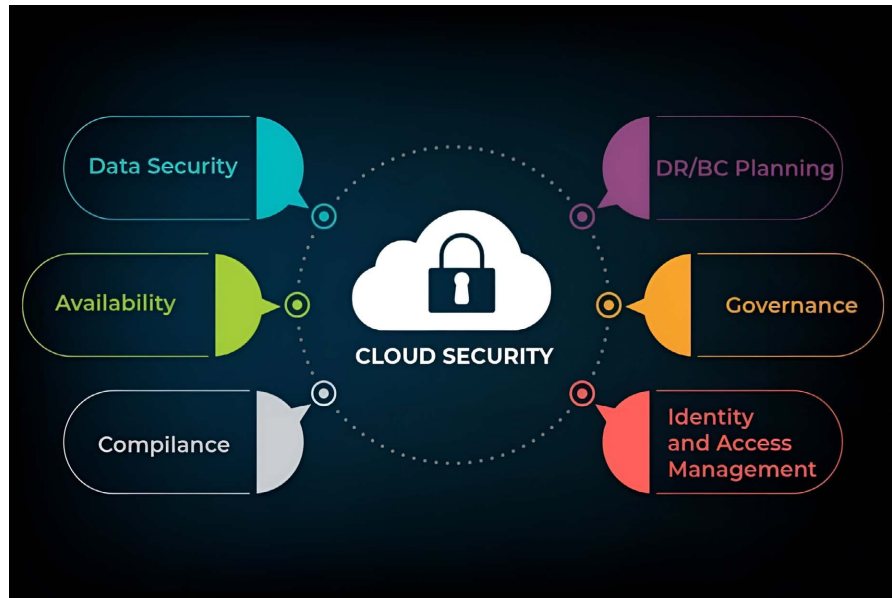 Data Security
DR/BC Planning
Availability
Governance
CLOUD SECURITY
Compilance
Identity
and Access
Management